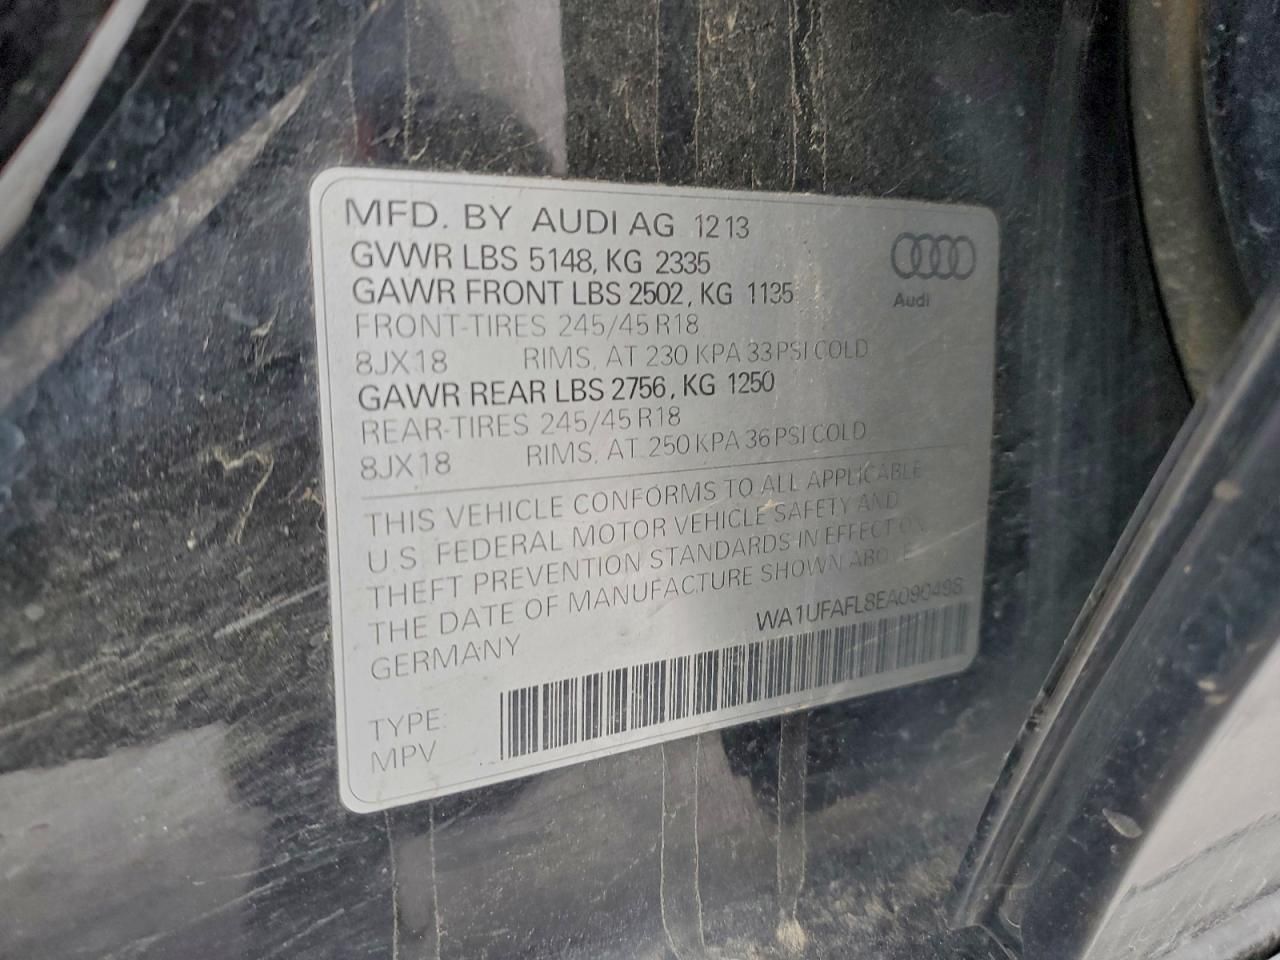 MFD. BY AUDI AG 1213
GVWR LBS 5148, KG 2335
GAWR FRONT LBS 2502, KG 1135
FRONT-TIRES 245/45 R18
8JX18 RIMS, AT 230 KPA 33 PSI COLD
GAWR REAR LBS 2756, KG 1250
REAR-TIRES 245/45 R18
8JX18 RIMS, AT 250 KPA 36 PSI COLD
Audi
THIS VEHICLE CONFORMS TO ALL APPLICABLE
U.S. FEDERAL MOTOR VEHICLE SAFETY AND
THEFT PREVENTION STANDARDS IN EFFECT ON
THE DATE OF MANUFACTURE SHOWN ABOVE
GERMANY
WA1UFAFL8EA090498
TYPE:
MPV